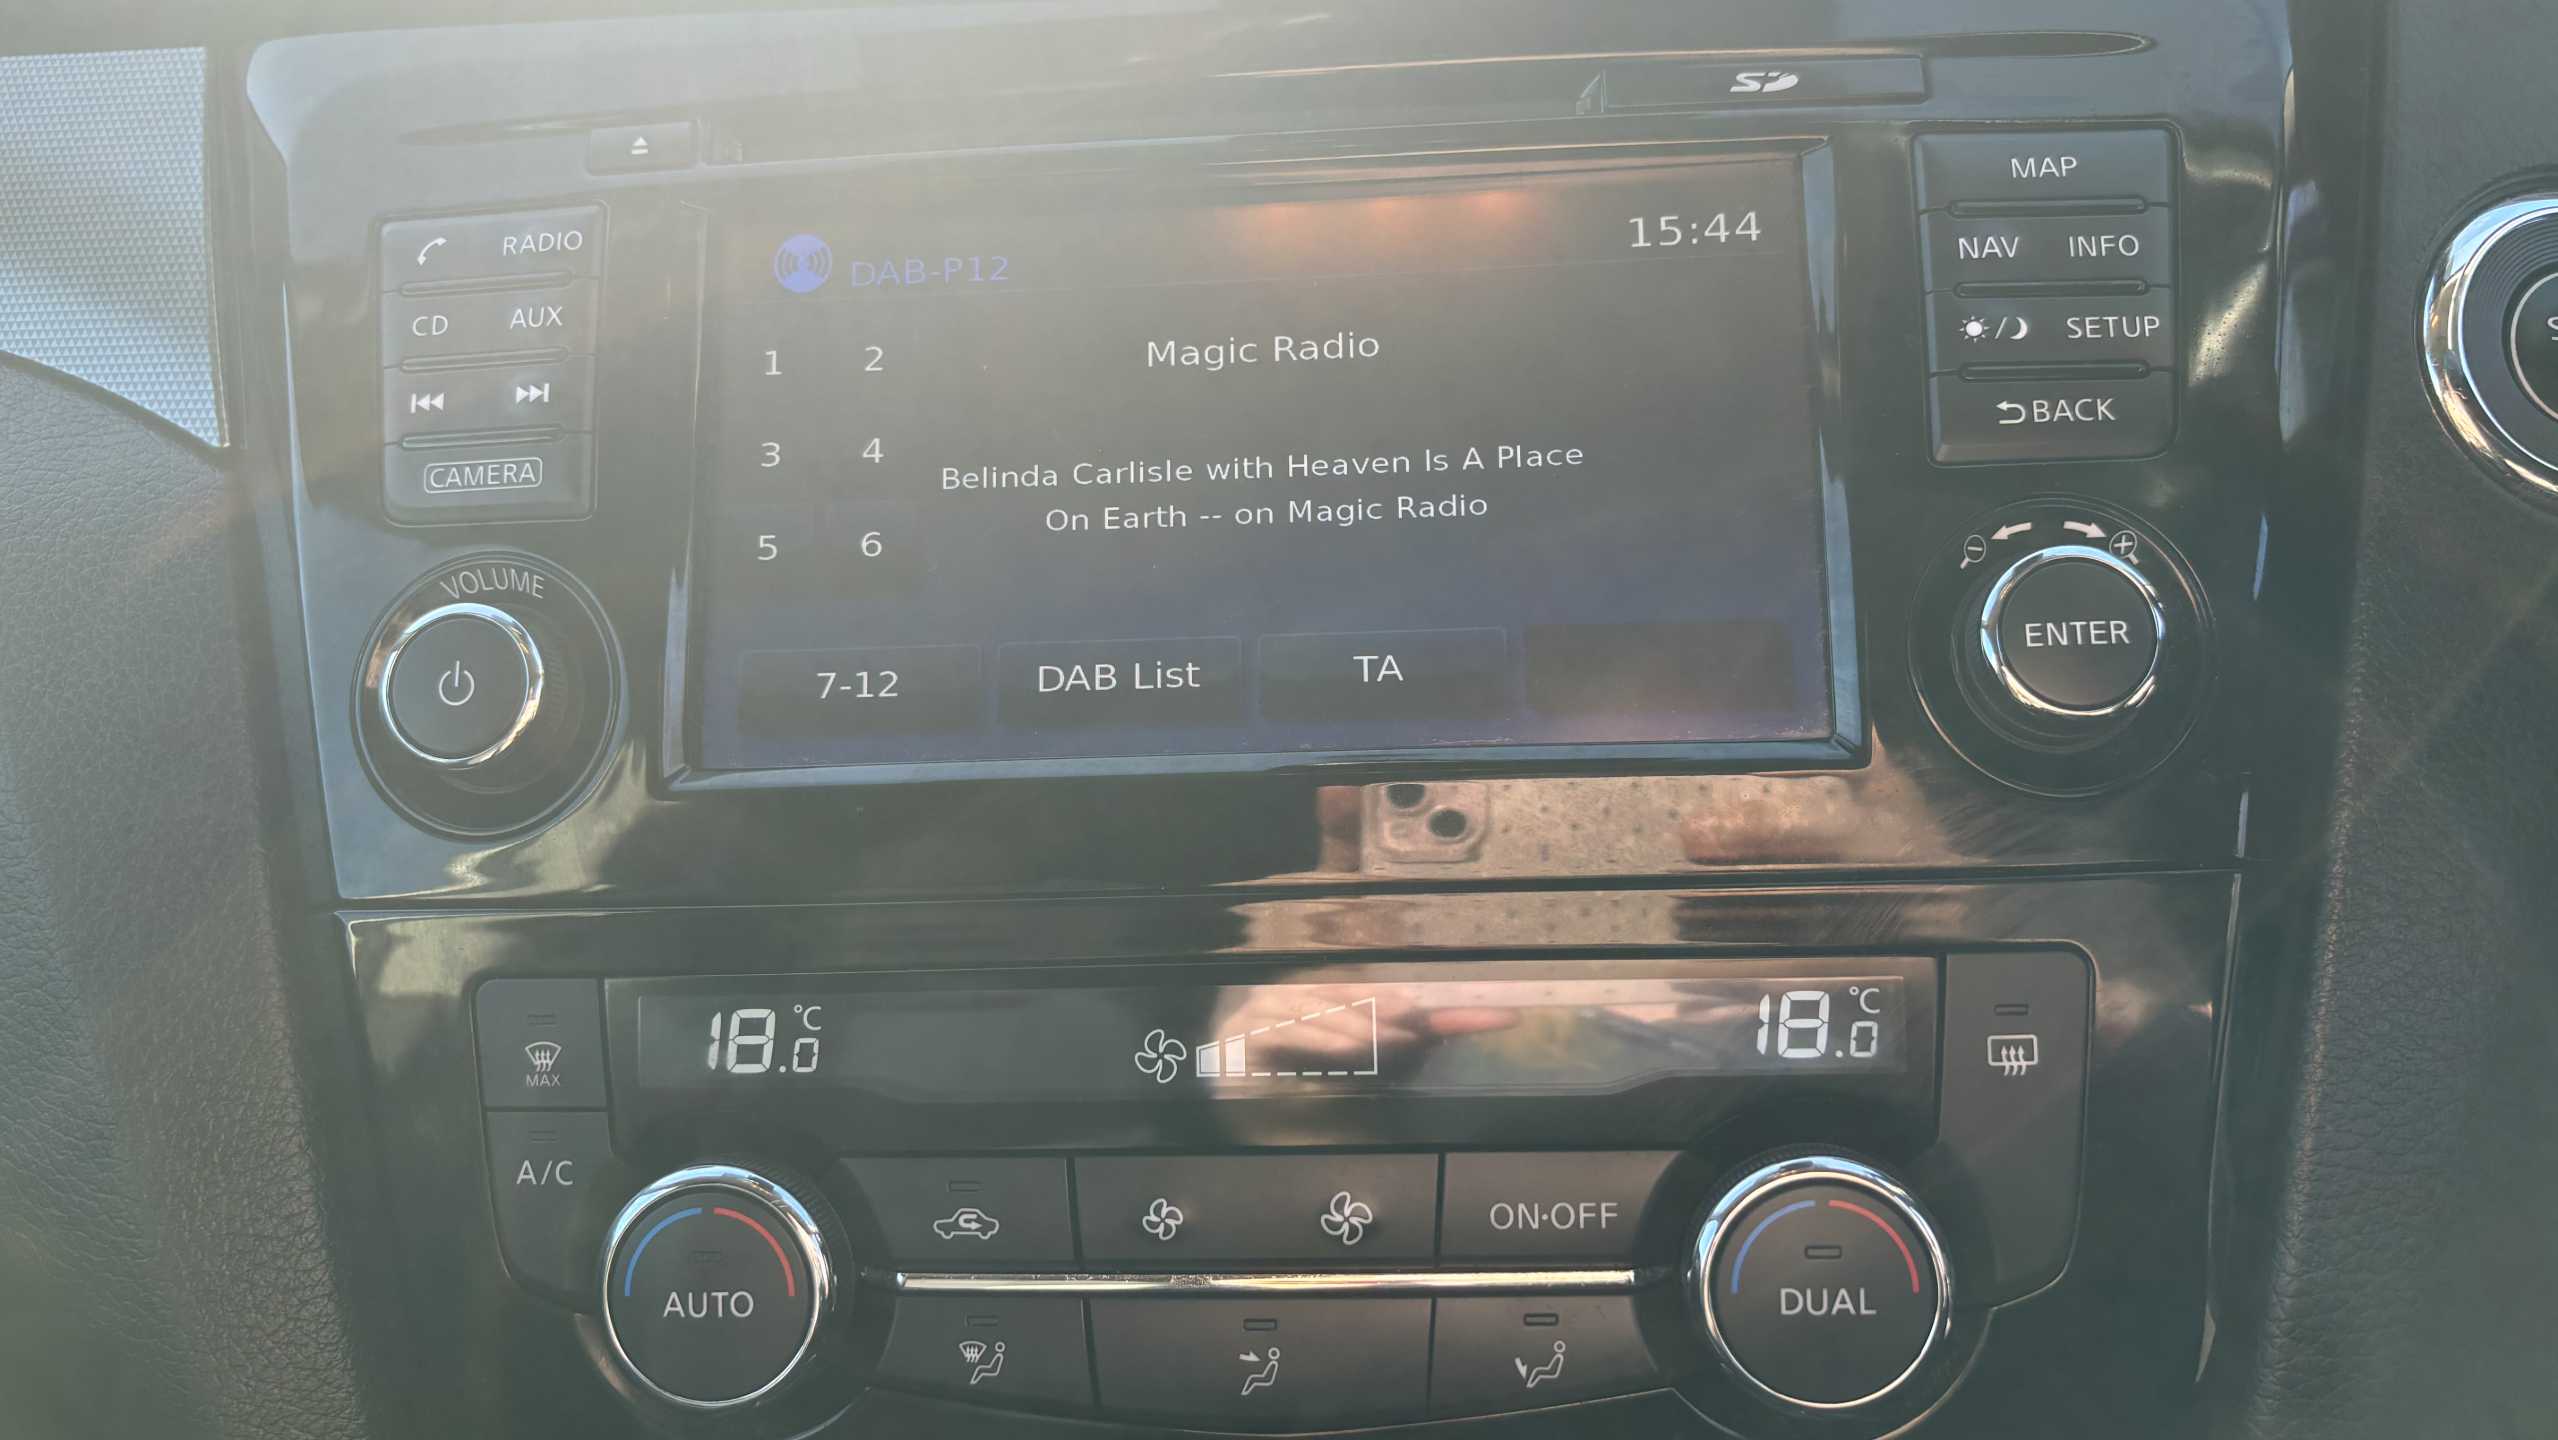 SD
MAP
NAV INFO
SETUP
BACK
RADIO
CD AUX
CAMERA
VOLUME
DAB-P12
15:44
1 2
3 4
5 6
Magic Radio
Belinda Carlisle with Heaven Is A Place
On Earth -- on Magic Radio
7-12 DAB List TA
ENTER
18.0 °C
18.0 °C
MAX
A/C
ON·OFF
AUTO
DUAL